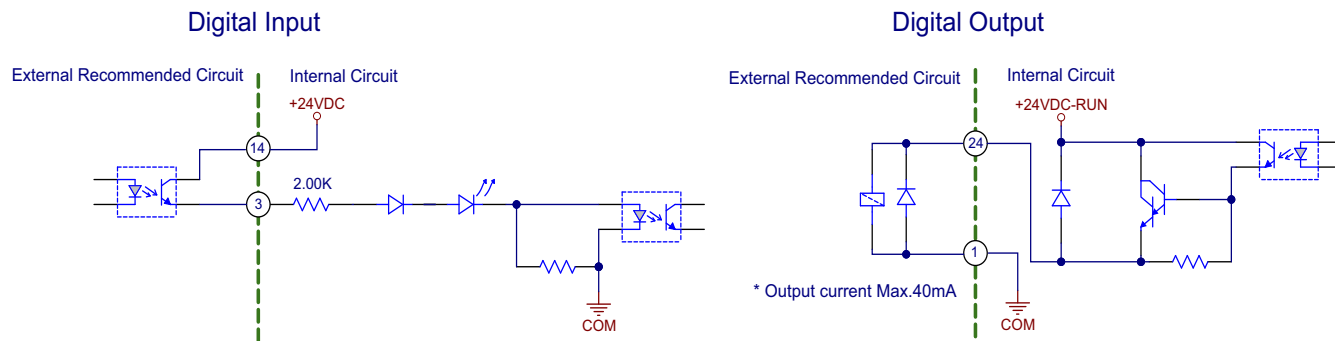 Digital Input
External Recommended Circuit
Internal Circuit
+24VDC
14
3
2.00K
COM
Digital Output
External Recommended Circuit
Internal Circuit
+24VDC-RUN
24
1
* Output current Max.40mA
COM